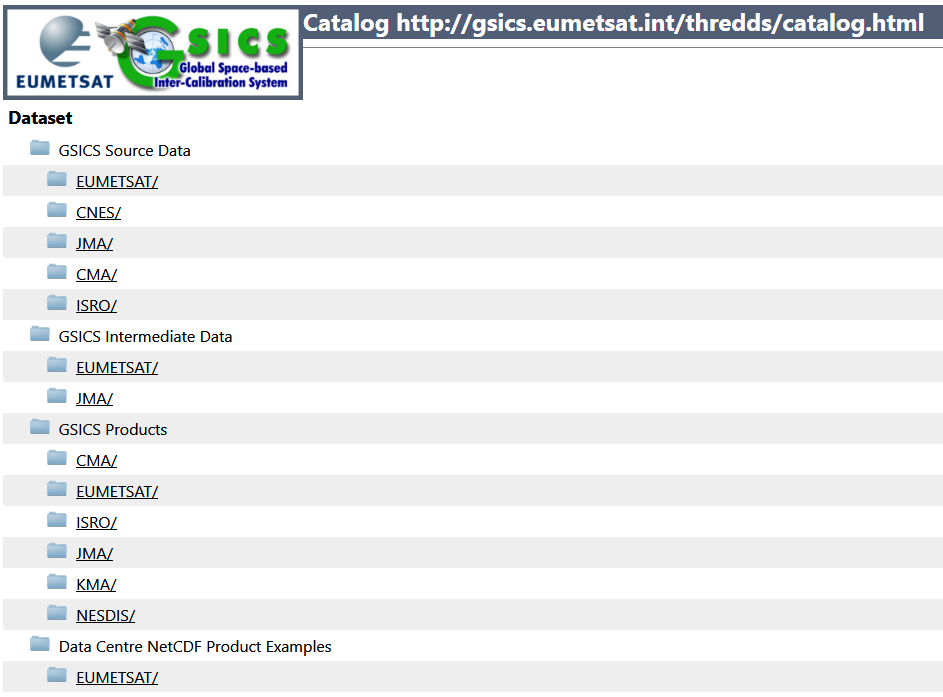 Catalog http://gsics.eumetsat.int/thredds/catalog.html
EUMETSAT
GSICS
Global Space-based
Inter-Calibration System
Dataset
GSICS Source Data
EUMETSAT/
CNES/
JMA/
CMA/
ISRO/
GSICS Intermediate Data
EUMETSAT/
JMA/
GSICS Products
CMA/
EUMETSAT/
ISRO/
JMA/
KMA/
NESDIS/
Data Centre NetCDF Product Examples
EUMETSAT/